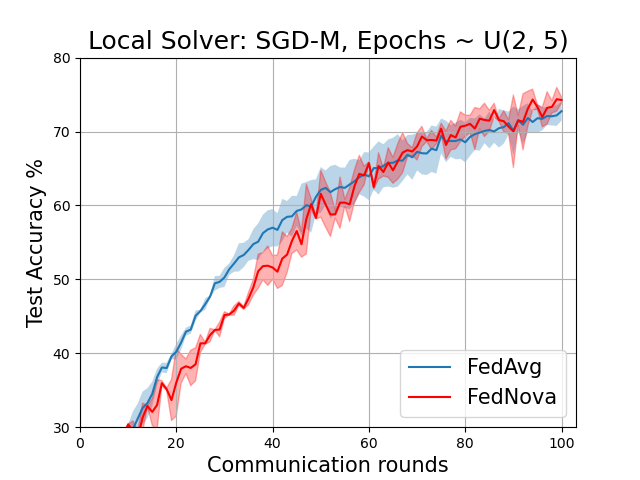 Local Solver: SGD-M, Epochs ~ U(2, 5)
Test Accuracy %
80
70
60
50
40
30
0 20 40 60 80 100
Communication rounds
FedAvg
FedNova